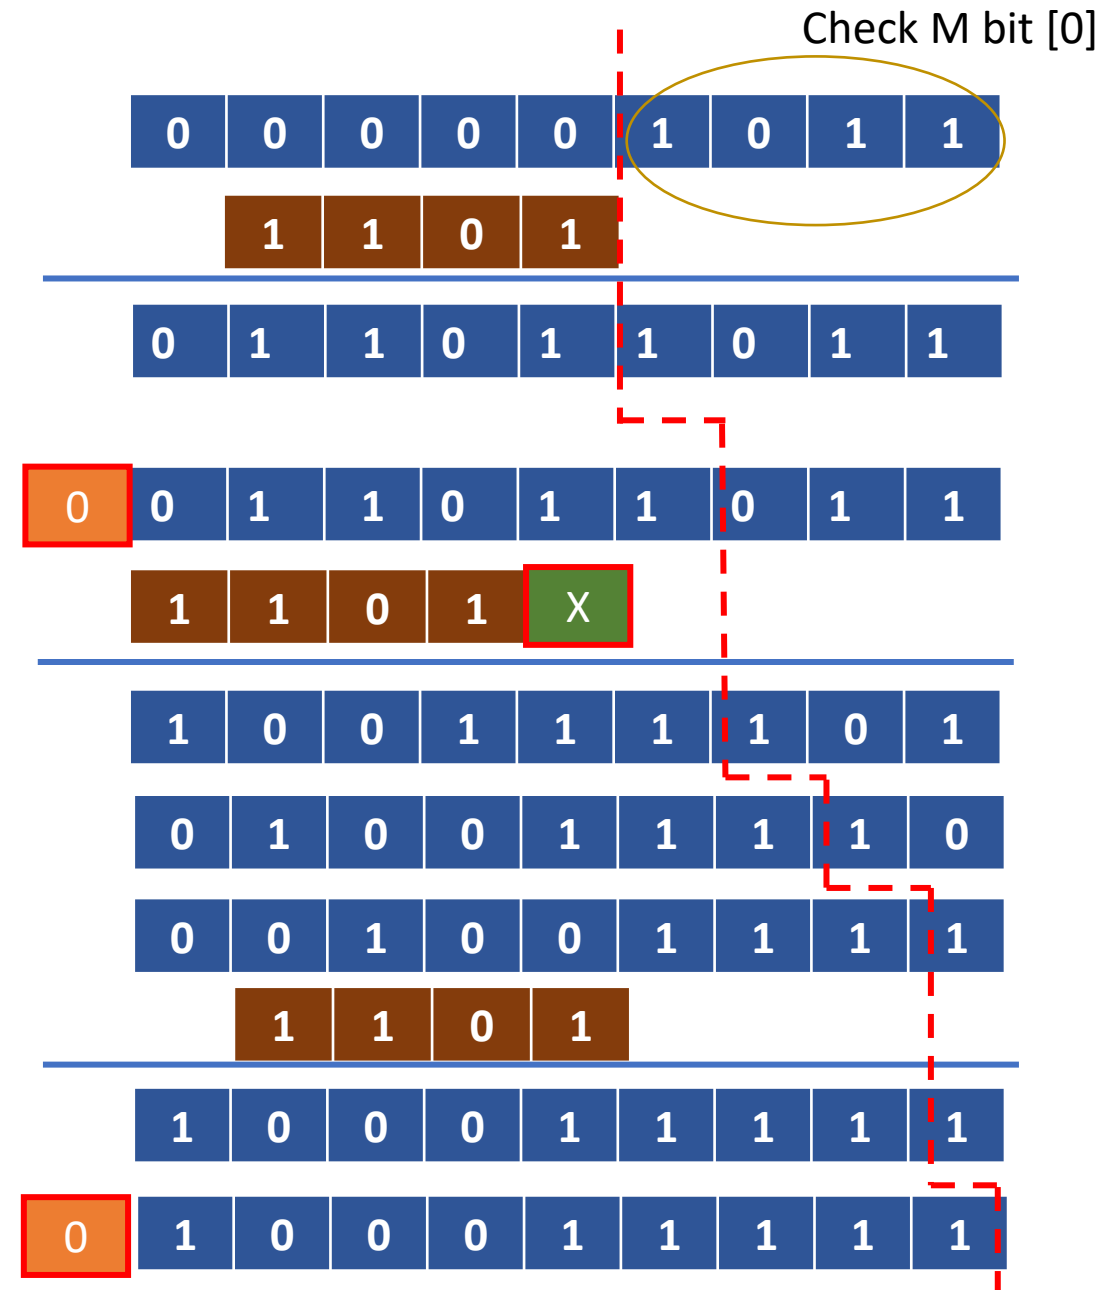 Check M bit [0]
0 0 0 0 0 1 0 1 1
1 1 0 1
0 1 1 0 1 1 0 1 1
0 0 1 1 0 1 1 0 1 1
1 1 0 1 X
1 0 0 1 1 1 1 0 1
0 1 0 0 1 1 1 1 0
0 0 1 0 0 1 1 1 1
1 1 0 1
1 0 0 0 1 1 1 1 1
0 1 0 0 0 1 1 1 1 1